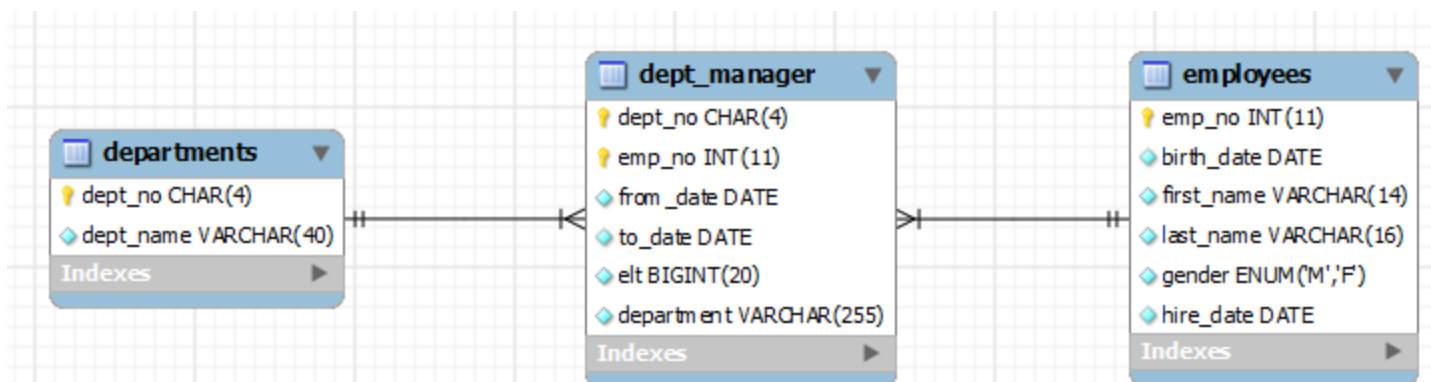 departments
dept_no CHAR(4)
dept_name VARCHAR(40)
Indexes
dept_manager
dept_no CHAR(4)
emp_no INT(11)
from_date DATE
to_date DATE
elt BIGINT(20)
department VARCHAR(255)
Indexes
employees
emp_no INT(11)
birth_date DATE
first_name VARCHAR(14)
last_name VARCHAR(16)
gender ENUM('M','F')
hire_date DATE
Indexes